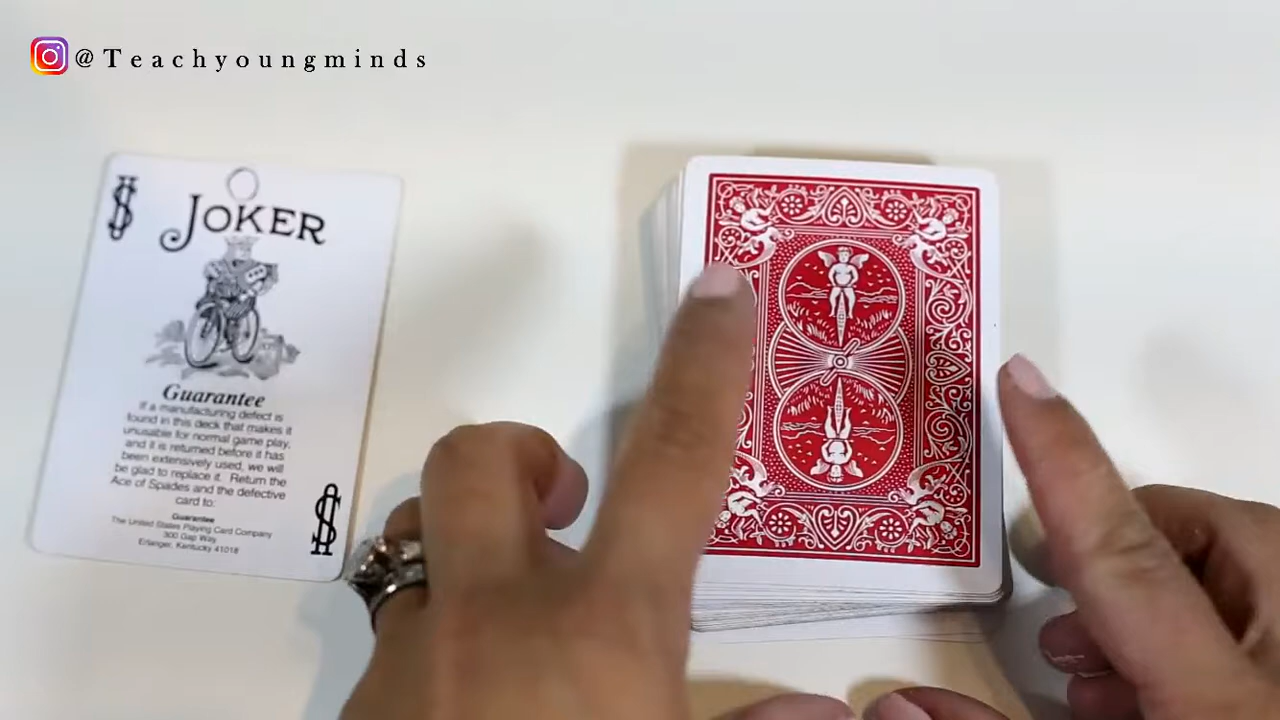 @Teachyoungminds
JOKER
Guarantee
If a manufacturing defect is
found in this deck that makes it
unusable for normal game play,
and it is returned before it has
been extensively used, we will
be glad to replace it. Return the
Ace of Spades and the defective
card to:
Guarantee
The United States Playing Card Company
300 Gap Way
Erlanger, Kentucky 41018